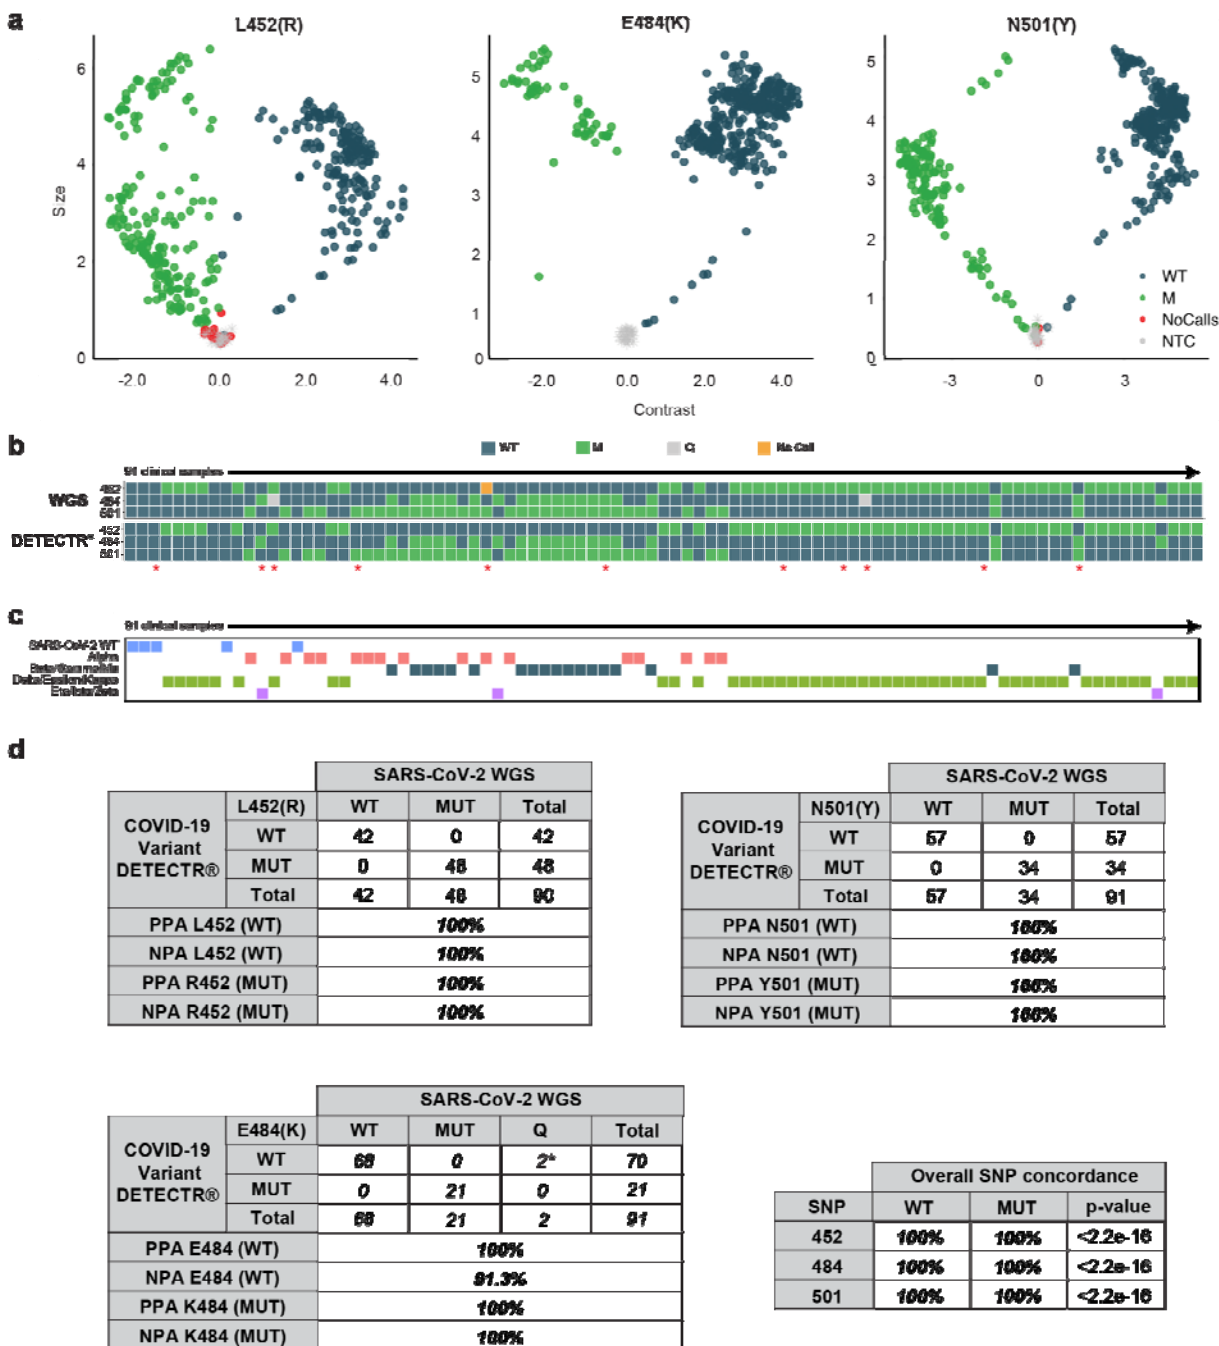 a
L452(R)
E484(K)
N501(Y)
Size
6
4
2
0
-2.0 0.0 2.0 4.0
5
4
3
2
1
0
-2.0 0.0 2.0 4.0
Contrast
5
4
3
2
1
0
-3 0 3
WT
M
NoCalls
NTC
b
WT M Q No Call
91 clinical samples
WGS
452
484
501
DETECTR®
452
484
501
* * * * * * * * * * *
c
91 clinical samples
SARS-CoV-2 WT
Alpha
Delta/Epsilon/Kappa
Eta/Iota/Zeta
d
SARS-CoV-2 WGS
COVID-19 Variant DETECTR®
L452(R) WT MUT Total
WT 42 0 42
MUT 0 48 48
Total 42 48 90
PPA L452 (WT) 100%
NPA L452 (WT) 100%
PPA R452 (MUT) 100%
NPA R452 (MUT) 100%
SARS-CoV-2 WGS
COVID-19 Variant DETECTR®
N501(Y) WT MUT Total
WT 57 0 57
MUT 0 34 34
Total 57 34 91
PPA N501 (WT) 100%
NPA N501 (WT) 100%
PPA Y501 (MUT) 100%
NPA Y501 (MUT) 100%
SARS-CoV-2 WGS
COVID-19 Variant DETECTR®
E484(K) WT MUT Q Total
WT 68 0 2* 70
MUT 0 21 0 21
Total 68 21 2 91
PPA E484 (WT) 100%
NPA E484 (WT) 91.3%
PPA K484 (MUT) 100%
NPA K484 (MUT) 100%
Overall SNP concordance
SNP WT MUT p-value
452 100% 100% <2.2e-16
484 100% 100% <2.2e-16
501 100% 100% <2.2e-16